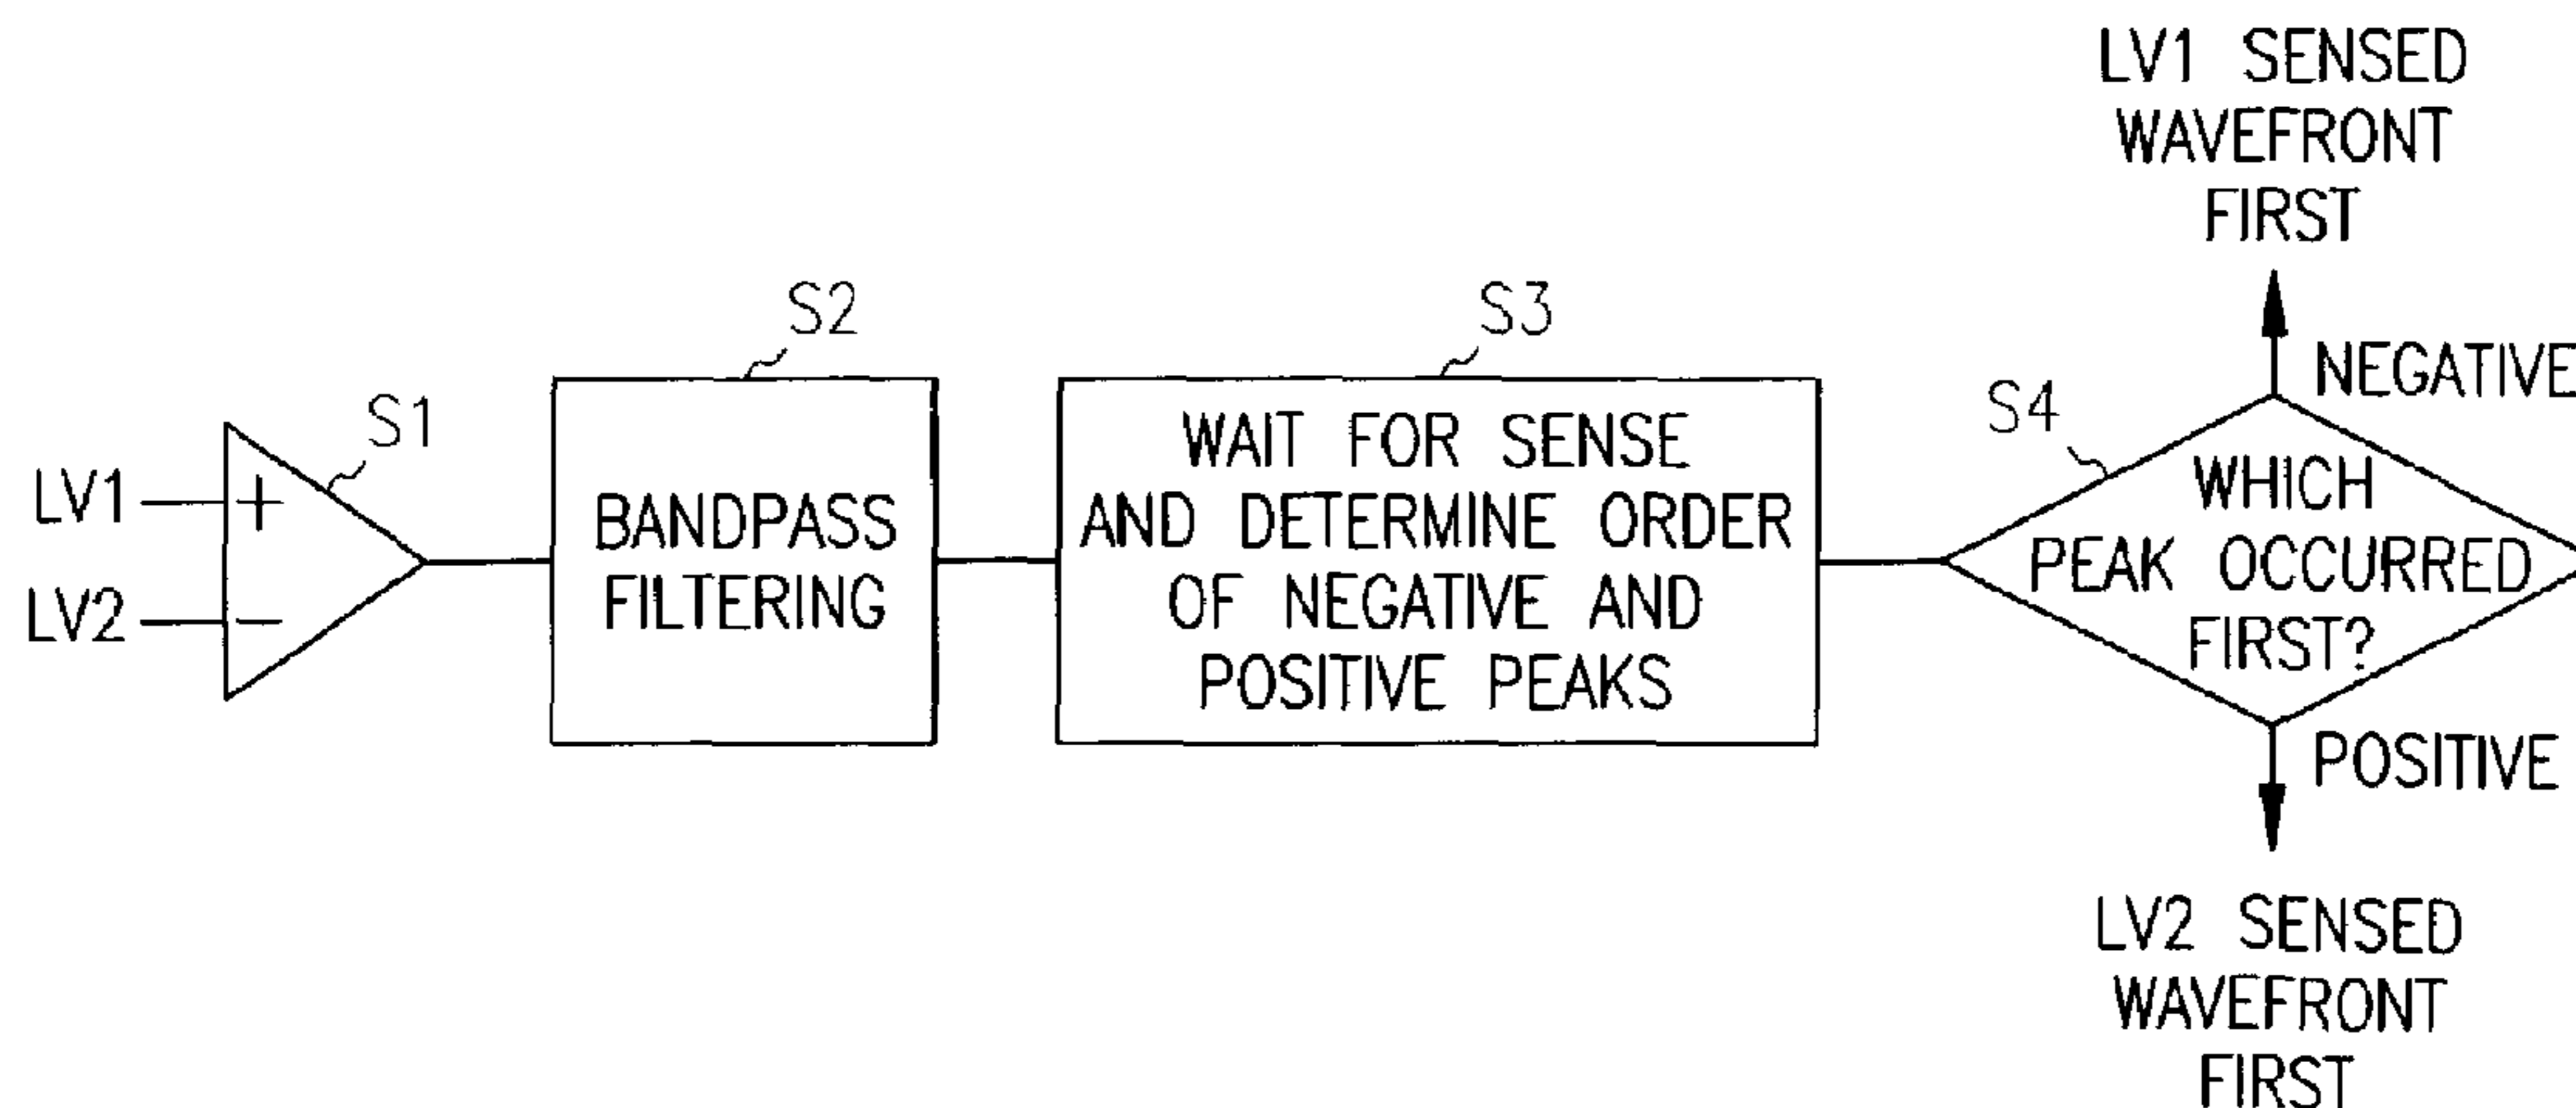 LV1
+
LV2
−
S1
S2
BANDPASS
FILTERING
S3
WAIT FOR SENSE
AND DETERMINE ORDER
OF NEGATIVE AND
POSITIVE PEAKS
S4
WHICH
PEAK OCCURRED
FIRST?
NEGATIVE
LV1 SENSED
WAVEFRONT
FIRST
POSITIVE
LV2 SENSED
WAVEFRONT
FIRST